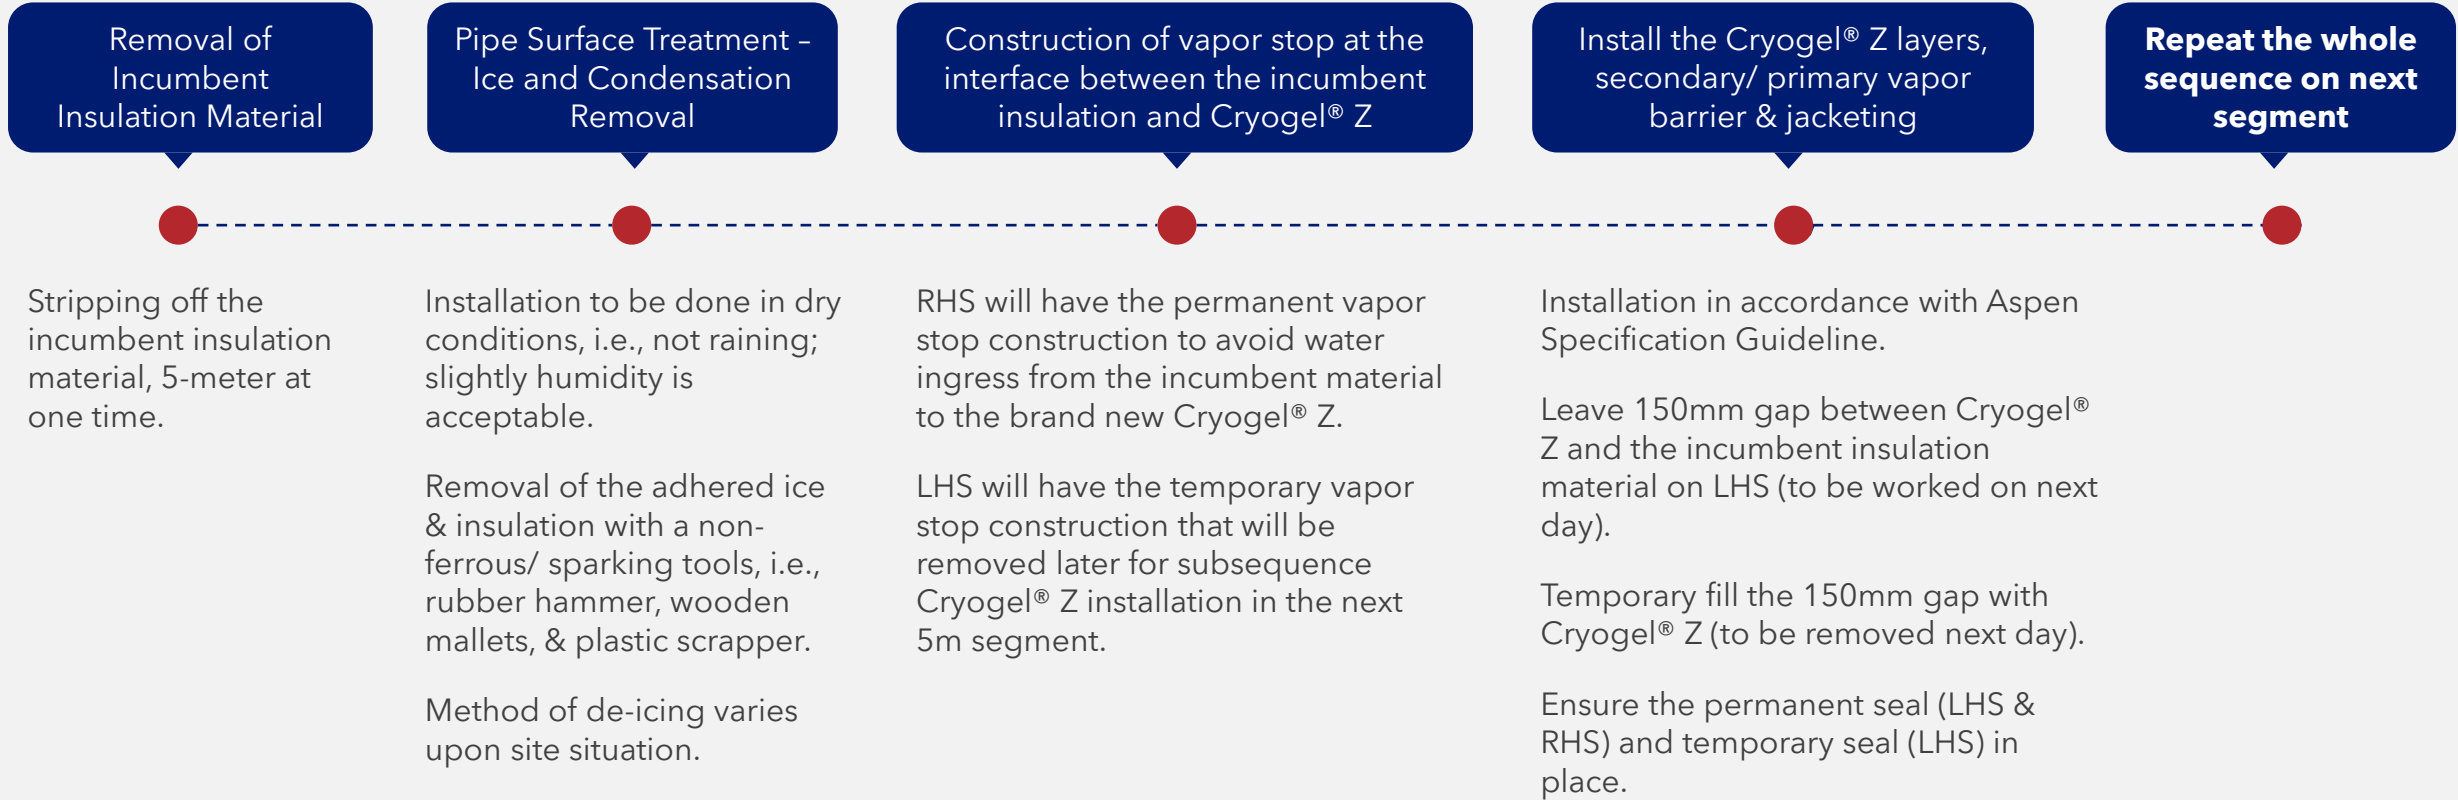 Removal of
Incumbent
Insulation Material
Pipe Surface Treatment –
Ice and Condensation
Removal
Construction of vapor stop at the
interface between the incumbent
insulation and Cryogel® Z
Install the Cryogel® Z layers,
secondary/ primary vapor
barrier & jacketing
Repeat the whole
sequence on next
segment
Stripping off the
incumbent insulation
material, 5-meter at
one time.
Installation to be done in dry
conditions, i.e., not raining;
slightly humidity is
acceptable.
Removal of the adhered ice
& insulation with a non-
ferrous/ sparking tools, i.e.,
rubber hammer, wooden
mallets, & plastic scrapper.
Method of de-icing varies
upon site situation.
RHS will have the permanent vapor
stop construction to avoid water
ingress from the incumbent material
to the brand new Cryogel® Z.
LHS will have the temporary vapor
stop construction that will be
removed later for subsequence
Cryogel® Z installation in the next
5m segment.
Installation in accordance with Aspen
Specification Guideline.
Leave 150mm gap between Cryogel®
Z and the incumbent insulation
material on LHS (to be worked on next
day).
Temporary fill the 150mm gap with
Cryogel® Z (to be removed next day).
Ensure the permanent seal (LHS &
RHS) and temporary seal (LHS) in
place.